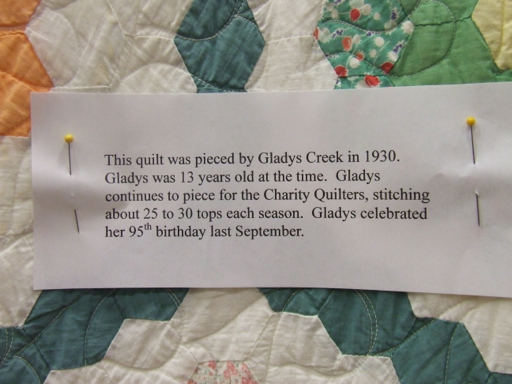 This quilt was pieced by Gladys Creek in 1930.
Gladys was 13 years old at the time.  Gladys
continues to piece for the Charity Quilters, stitching
about 25 to 30 tops each season.  Gladys celebrated
her 95th birthday last September.